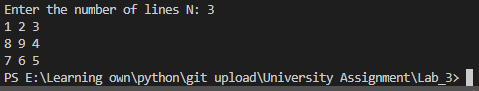 Enter the number of lines N: 3
1 2 3
8 9 4
7 6 5
PS E:\Learning own\python\git upload\University Assignment\Lab_3>